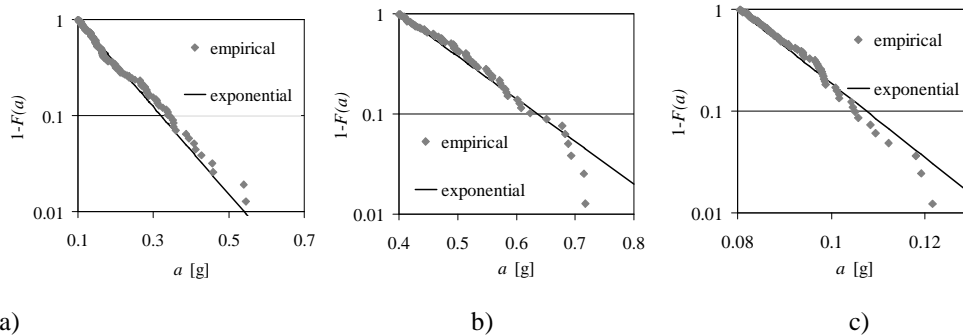 1
0.1
0.01
1-F(a)
empirical
exponential
0.1
0.3
0.5
0.7
a [g]
a)
1
0.1
0.01
1-F(a)
empirical
exponential
0.4
0.5
0.6
0.7
0.8
a [g]
b)
1
0.1
0.01
1-F(a)
empirical
exponential
0.08
0.1
0.12
a [g]
c)